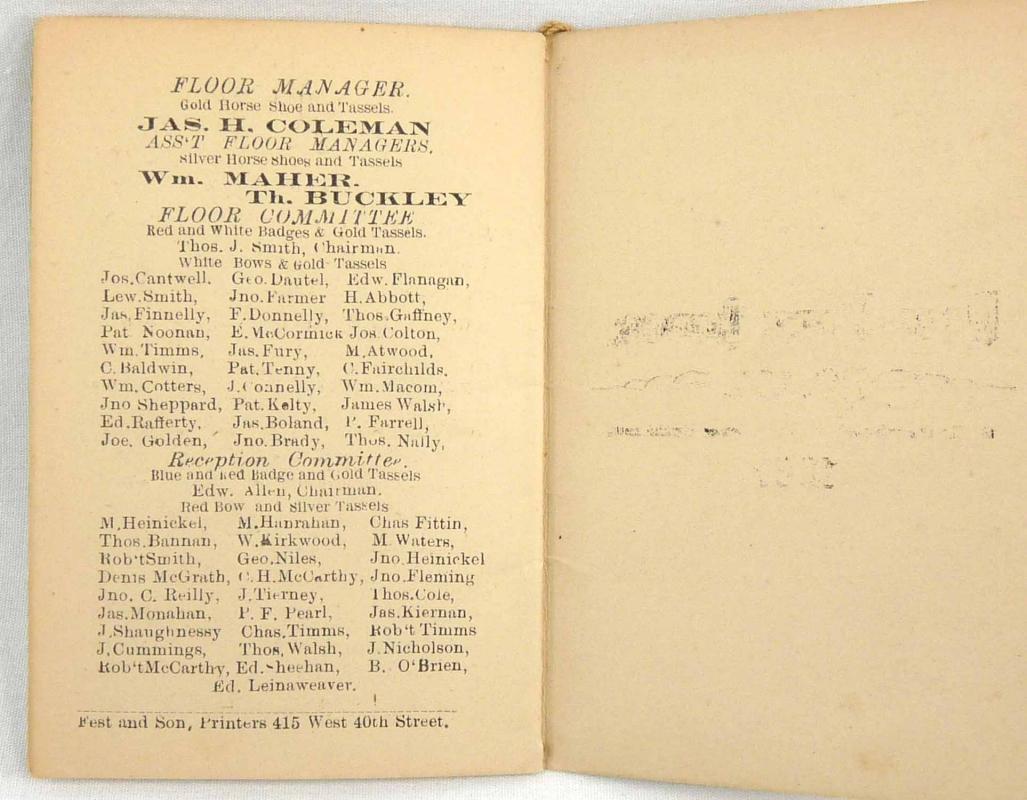 FLOOR MANAGER.
Gold Horse Shoe and Tassels.
JAS. H. COLEMAN
ASS'T FLOOR MANAGERS.
Silver Horse Shoes and Tassels
Wm. MAHER.
Th. BUCKLEY
FLOOR COMMITTEE
Red and White Badges & Gold Tassels.
Thos. J. Smith, Chairman.
White Bows & Gold Tassels
Jos.Cantwell. Geo.Dautel, Edw.Flanagan,
Lew.Smith, Jno.Farmer H.Abbott,
Jas.Finnelly, F.Donnelly, Thos.Gaffney,
Pat Noonan, E.McCormick Jos.Colton,
Wm.Timms, Jas.Fury, M.Atwood,
C.Baldwin, Pat.Tenny, C.Fairchilds.
Wm.Cotters, J.Connelly, Wm.Macom,
Jno Sheppard, Pat.Kelty, James Walsh,
Ed.Rafferty, Jas.Boland, P. Farrell,
Joe. Golden, Jno.Brady, Thos. Nally,
Reception Committee.
Blue and Red Badge and Gold Tassels
Edw. Allen, Chairman.
Red Bow and Silver Tassels
M.Heinickel, M.Hanrahan, Chas Fittin,
Thos.Bannan, W.Kirkwood, M.Waters,
Rob'tSmith, Geo.Niles, Jno.Heinickel
Denis McGrath, C.H.McCarthy, Jno.Fleming
Jno. C. Reilly, J.Tierney, Thos.Cole,
Jas.Monahan, P. F. Pearl, Jas.Kiernan,
J.Shaughnessy Chas.Timms, Rob't Timms
J.Cummings, Thos.Walsh, J.Nicholson,
Rob'tMcCarthy, Ed.Sheehan, B. O'Brien,
Ed. Leinaweaver.
Fest and Son, Printers 415 West 40th Street.